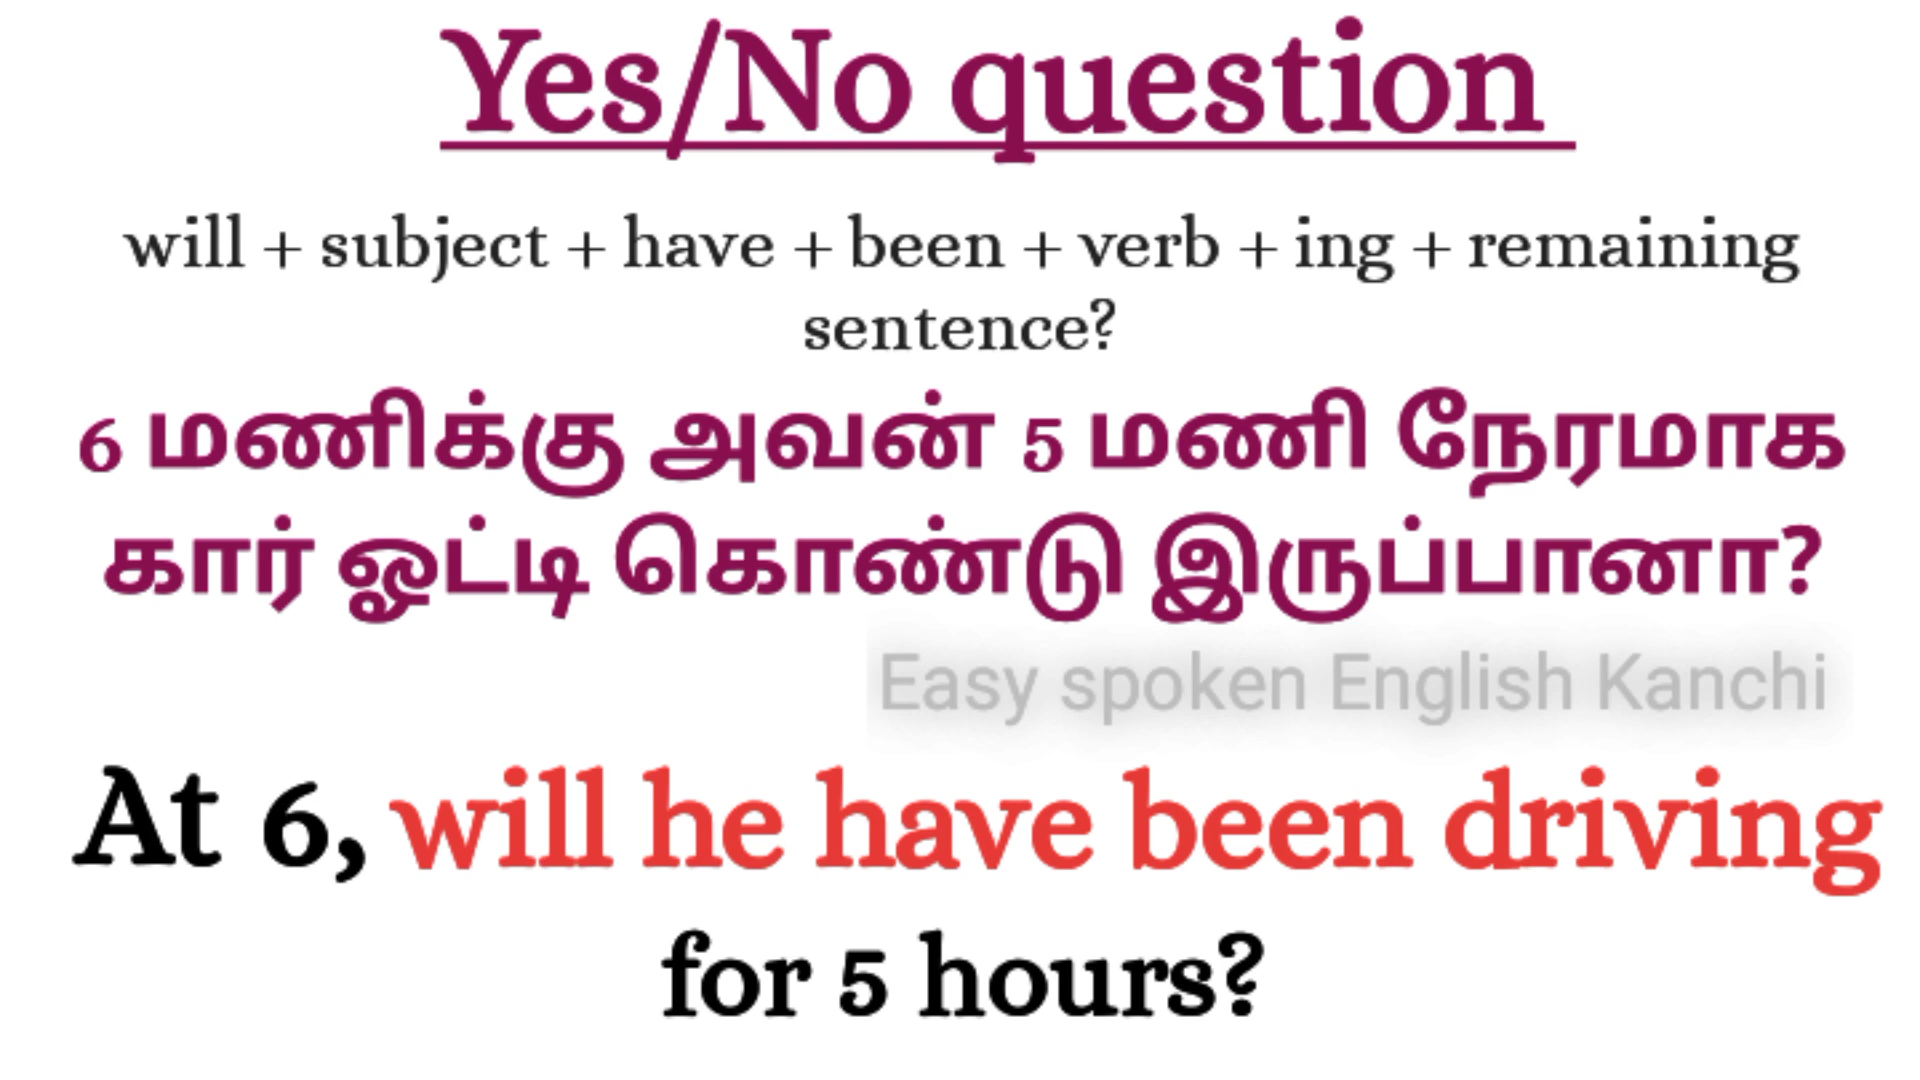 Yes/No question
will + subject + have + been + verb + ing + remaining
sentence?
6 மணிக்கு அவன் 5 மணி நேரமாக
கார் ஓட்டி கொண்டு இருப்பானா?
Easy spoken English Kanchi
At 6, will he have been driving
for 5 hours?